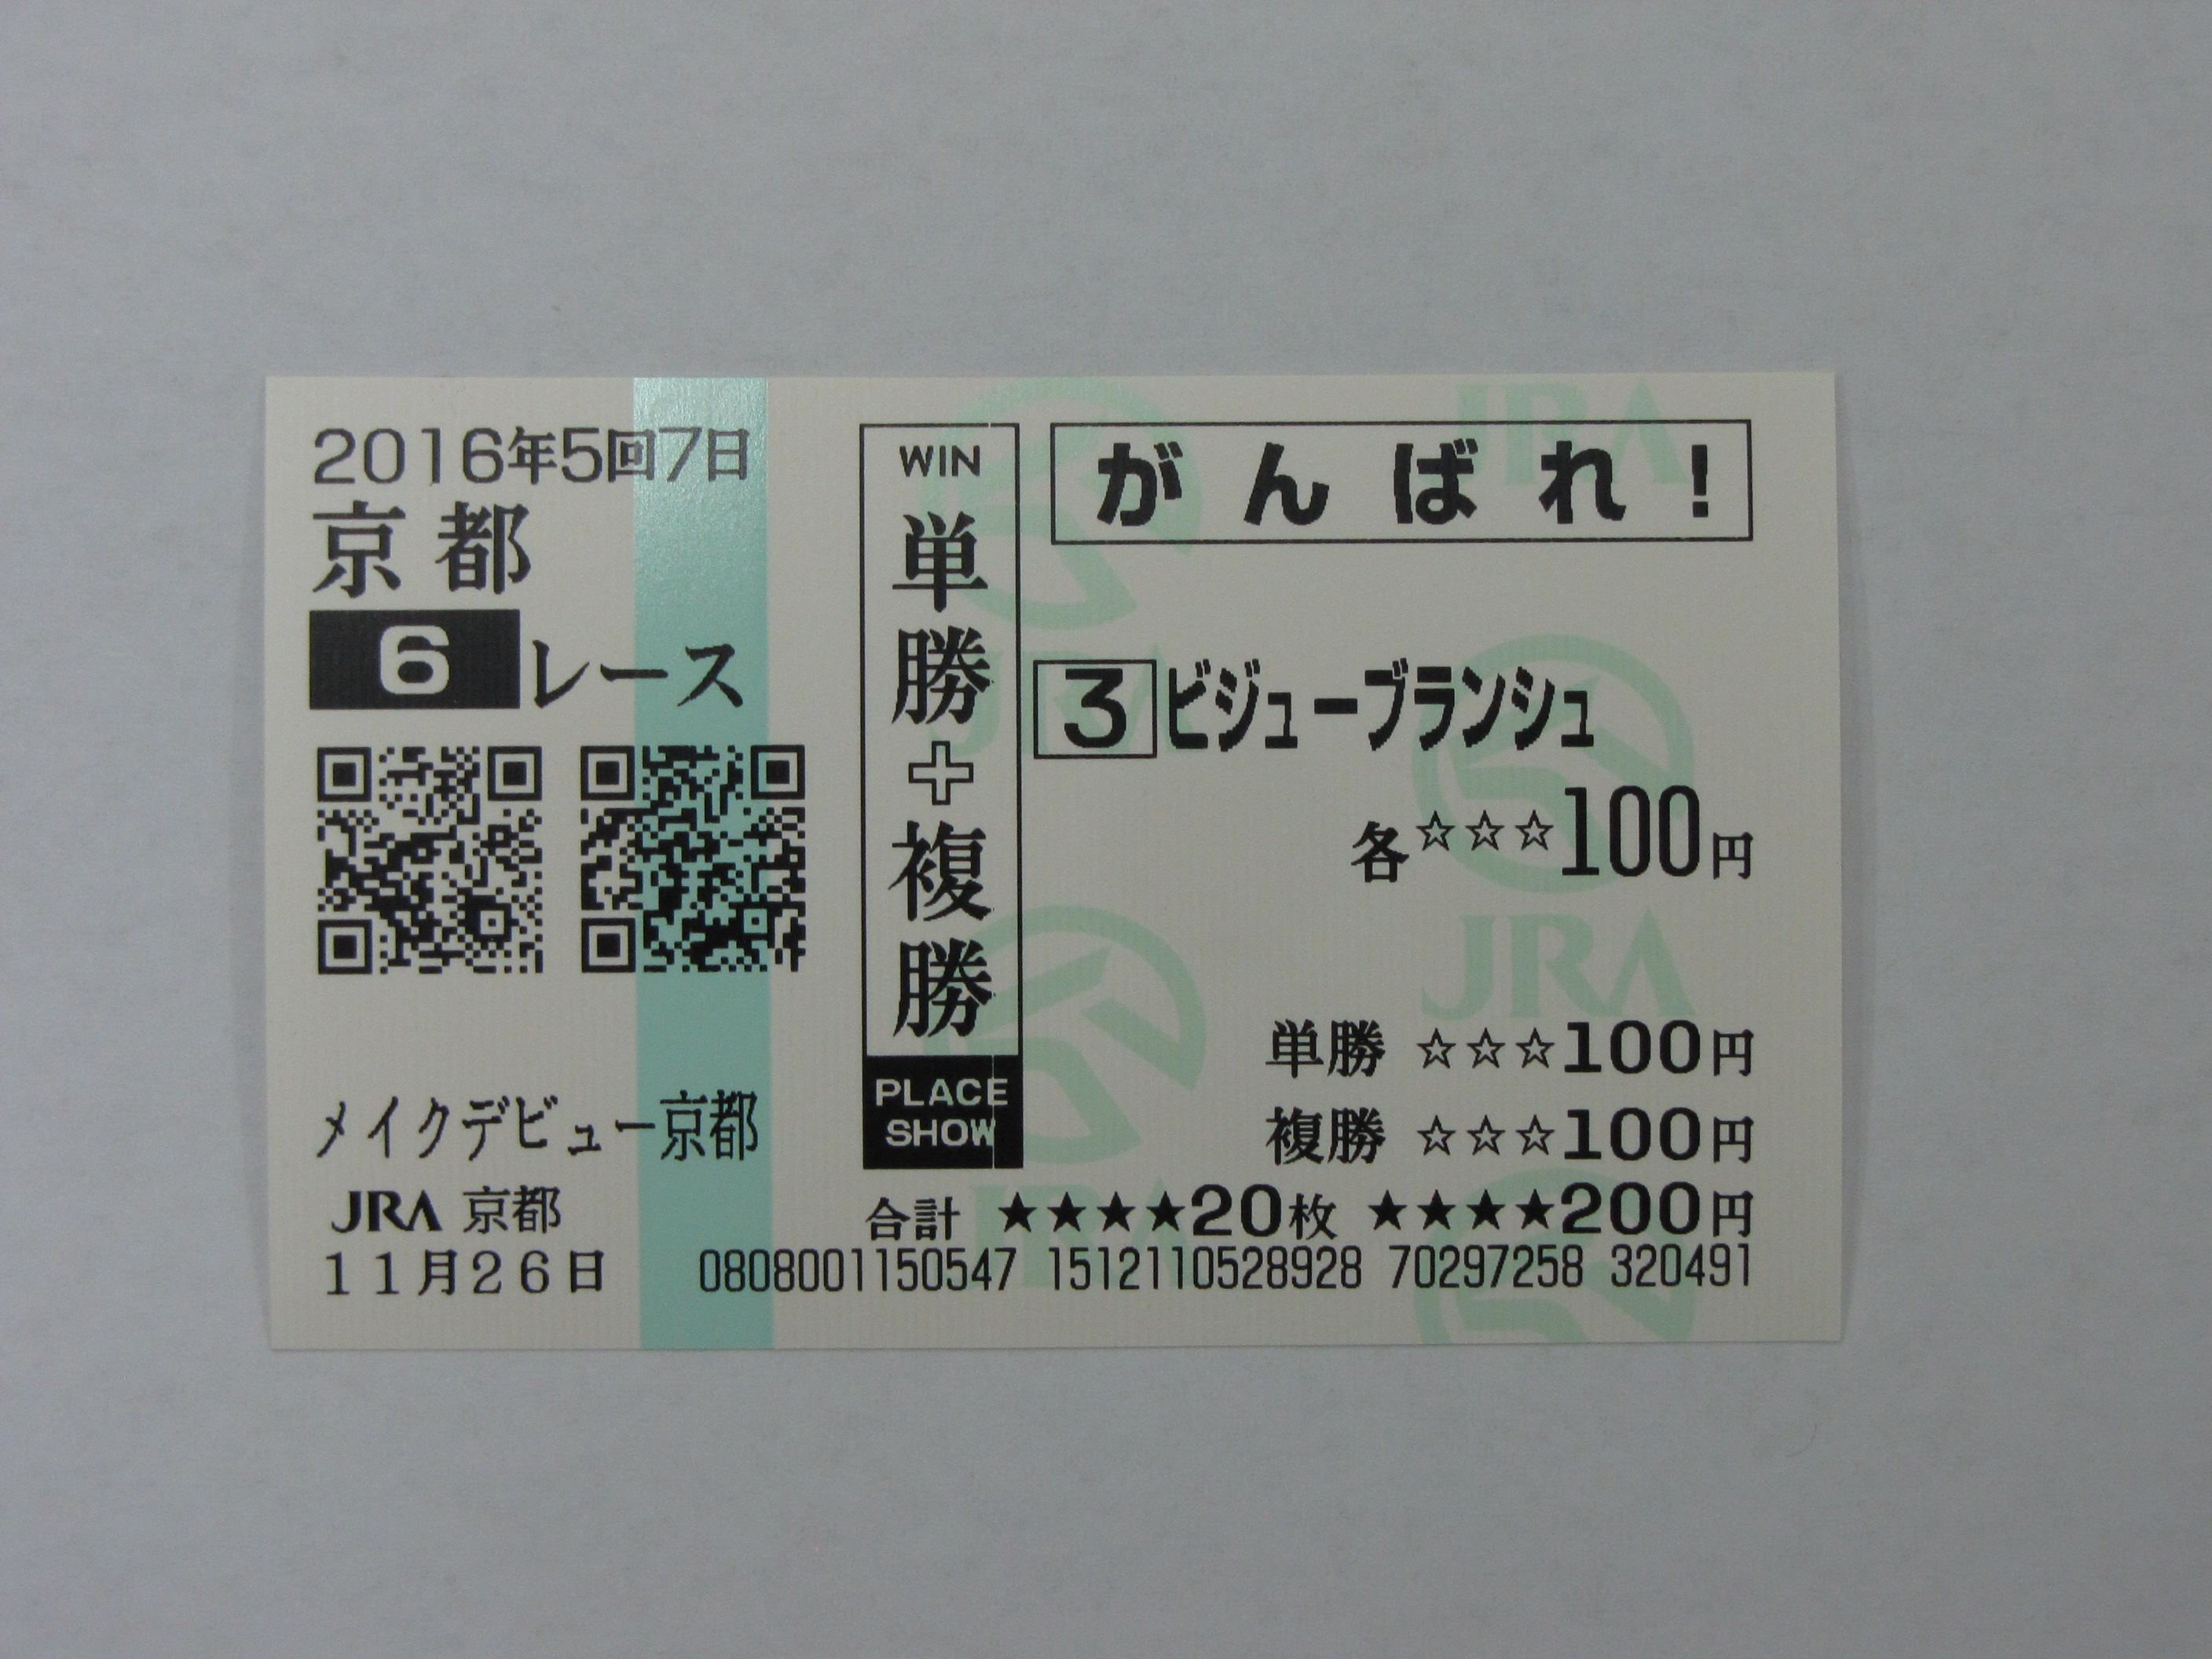 2016年5回7日
京都
6レース
メイクデビュー京都
JRA 京都
11月26日
WIN
単勝+複勝
PLACE
SHOW
がんばれ!
3 ビジューブランシュ
各☆☆☆100円
単勝 ☆☆☆100円
複勝 ☆☆☆100円
合計 ★★★★20枚 ★★★★200円
0808001150547 1512110528928 70297258 320491
JRA
JRA
JRA
JRA